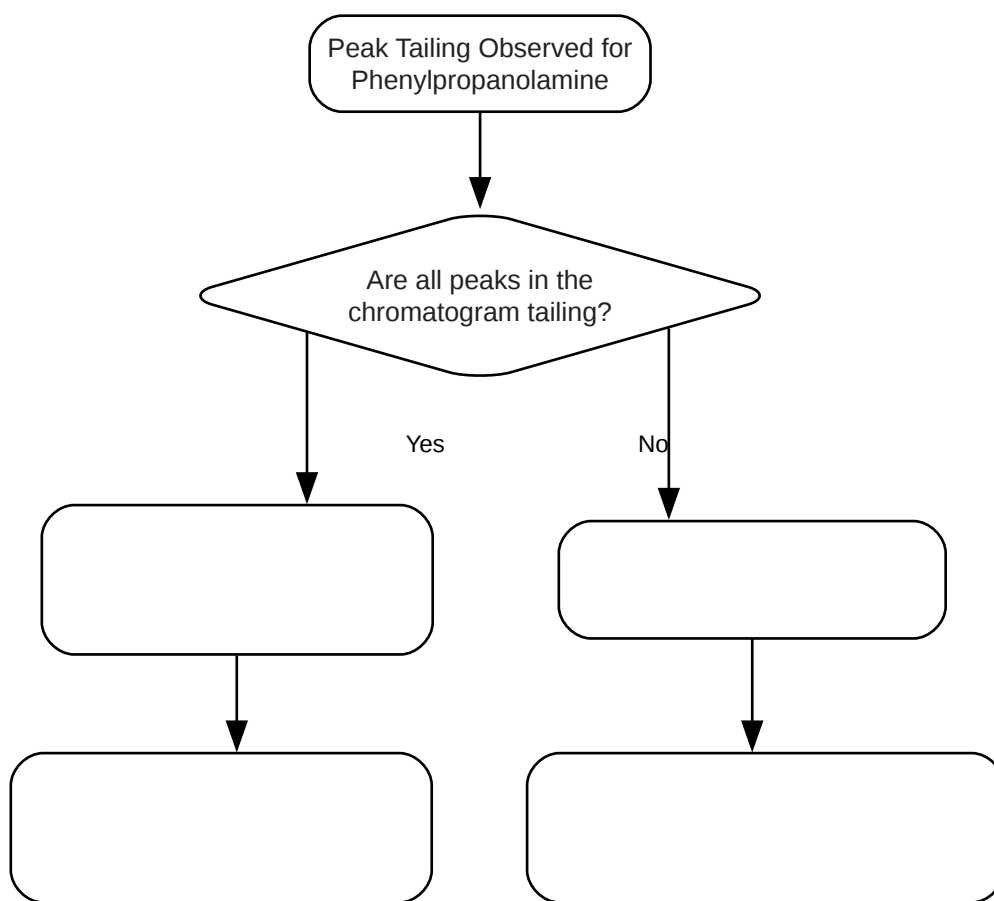 Peak Tailing Observed for
Phenylpropanolamine
Are all peaks in the
chromatogram tailing?
Yes
No